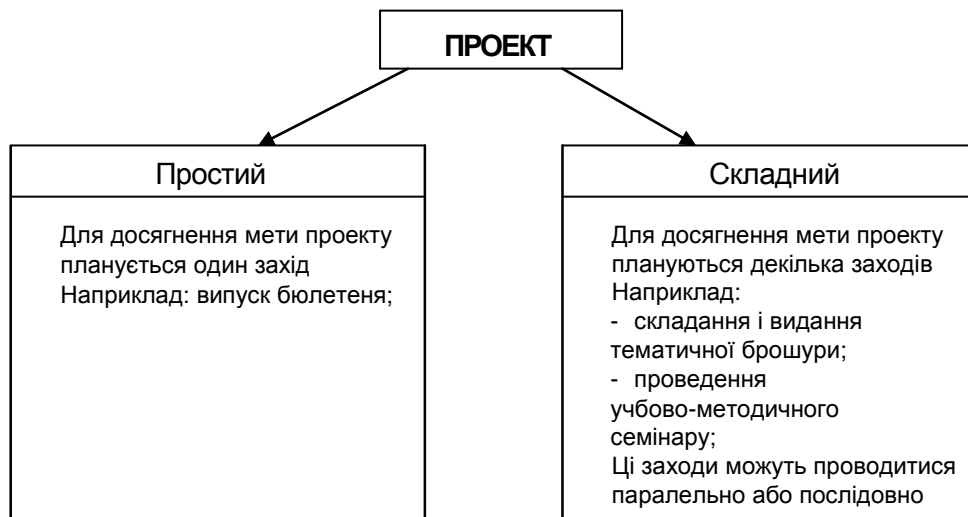 ПРОЕКТ
Простий
Для досягнення мети проекту
планується один захід
Наприклад: випуск бюлетеня;
Складний
Для досягнення мети проекту
плануються декілька заходів
Наприклад:
- складання і видання
тематичної брошури;
- проведення
учбово-методичного
семінару;
Ці заходи можуть проводитися
паралельно або послідовно